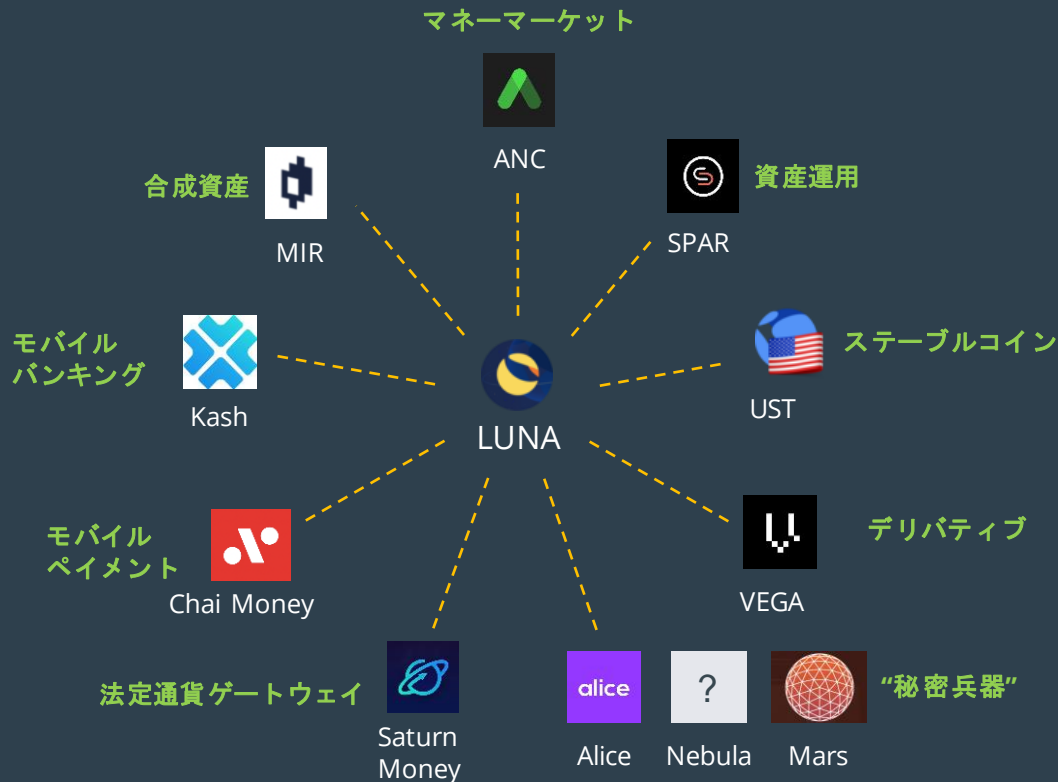 マネーマーケット
ANC
合成資産
MIR
資産運用
SPAR
モバイル
バンキング
Kash
ステーブルコイン
UST
LUNA
モバイル
ペイメント
Chai Money
デリバティブ
VEGA
法定通貨ゲートウェイ
Saturn
Money
alice
Alice
?
Nebula
Mars
“秘密兵器”